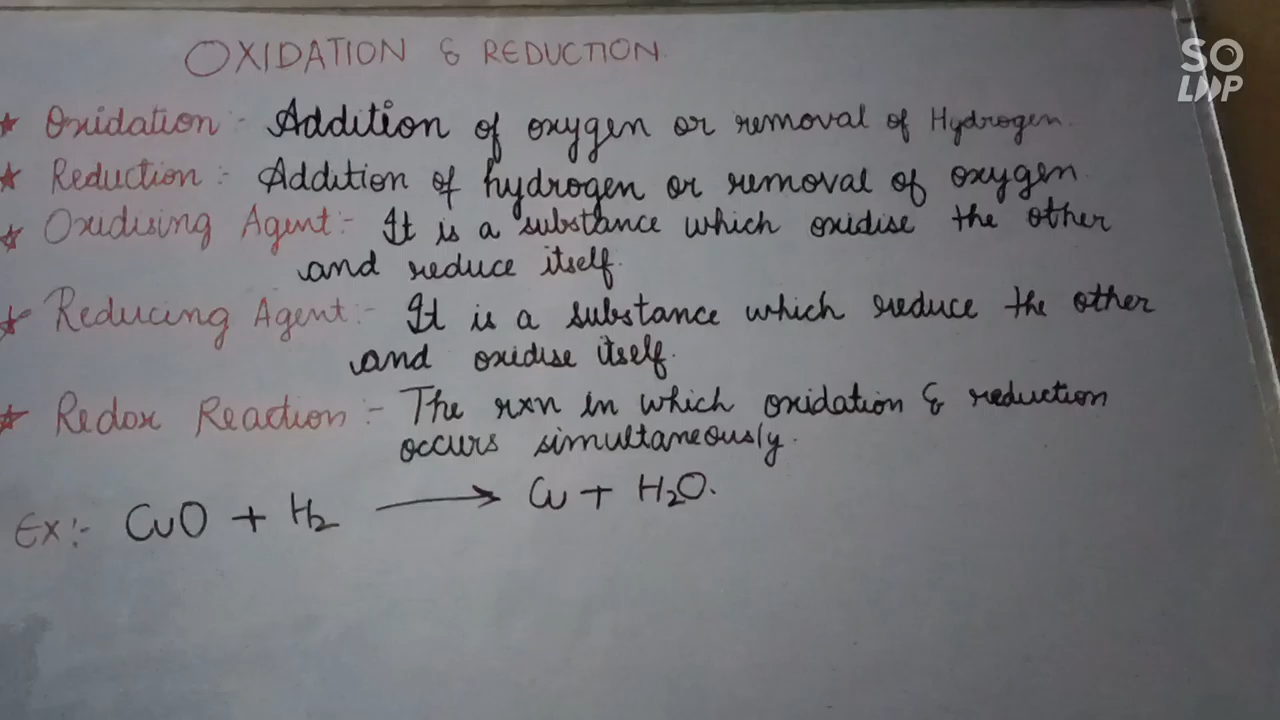 OXIDATION & REDUCTION.
SO
LOOP
★ Oxidation :- Addition of oxygen or removal of Hydrogen.
★ Reduction :- Addition of hydrogen or removal of oxygen
★ Oxidising Agent :- It is a substance which oxidise the other
and reduce itself.
★ Reducing Agent :- It is a substance which reduce the other
and oxidise itself.
★ Redox Reaction :- The rxn in which oxidation & reduction
occurs simultaneously.
Ex:- CuO + H₂ ⟶ Cu + H₂O.